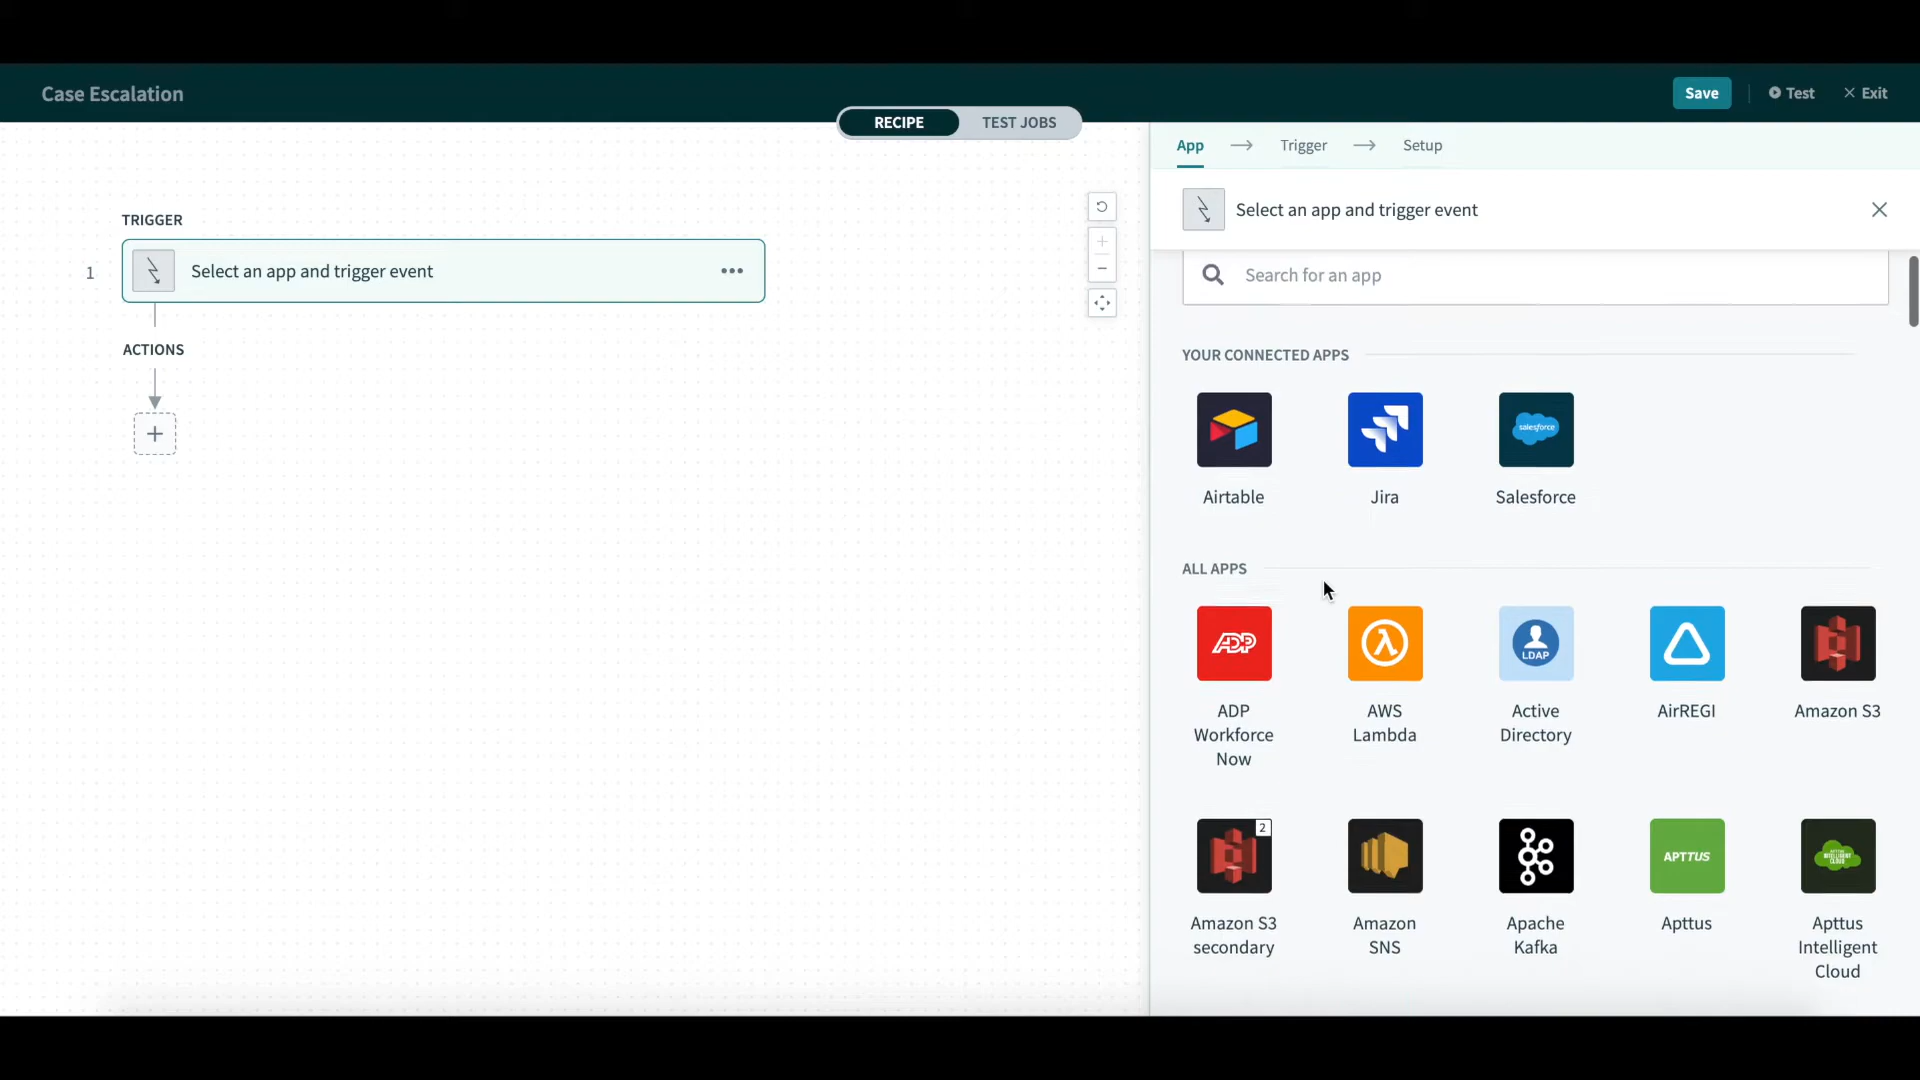 Case Escalation
Save
Test
Exit
RECIPE
TEST JOBS
App
Trigger
Setup
Select an app and trigger event
TRIGGER
1
Select an app and trigger event
ACTIONS
Search for an app
YOUR CONNECTED APPS
salesforce
Airtable
Jira
Salesforce
ALL APPS
ADP
LDAP
ADP
Workforce
Now
AWS
Lambda
Active
Directory
AirREGI
Amazon S3
2
APTTUS
APTTUS
INTELLIGENT
CLOUD
Amazon S3
secondary
Amazon
SNS
Apache
Kafka
Apttus
Apttus
Intelligent
Cloud